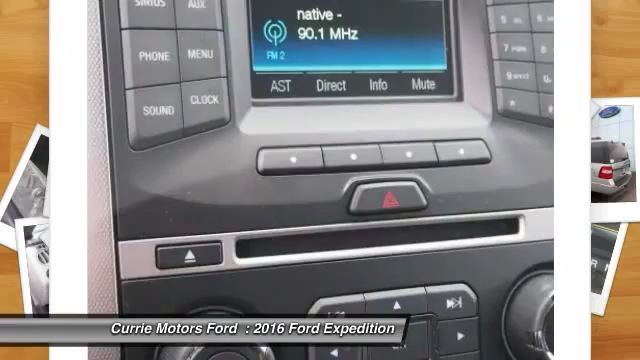 SIRIUS
AUX
native -
90.1 MHz
FM 2
PHONE
MENU
AST
Direct
Info
Mute
SOUND
CLOCK
Currie Motors Ford : 2016 Ford Expedition